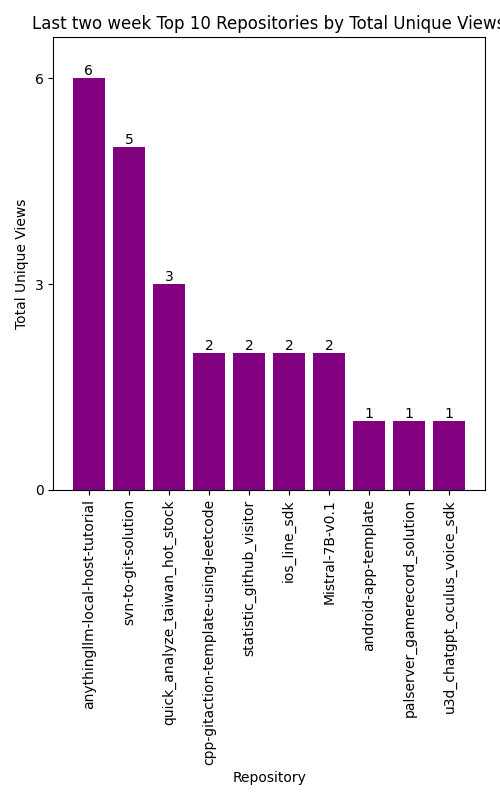 Last two week Top 10 Repositories by Total Unique Views
6
5
3
2
2
2
2
1
1
1
6
3
0
Total Unique Views
anythingllm-local-host-tutorial
svn-to-git-solution
quick_analyze_taiwan_hot_stock
cpp-gitaction-template-using-leetcode
statistic_github_visitor
ios_line_sdk
Mistral-7B-v0.1
android-app-template
palserver_gamerecord_solution
u3d_chatgpt_oculus_voice_sdk
Repository